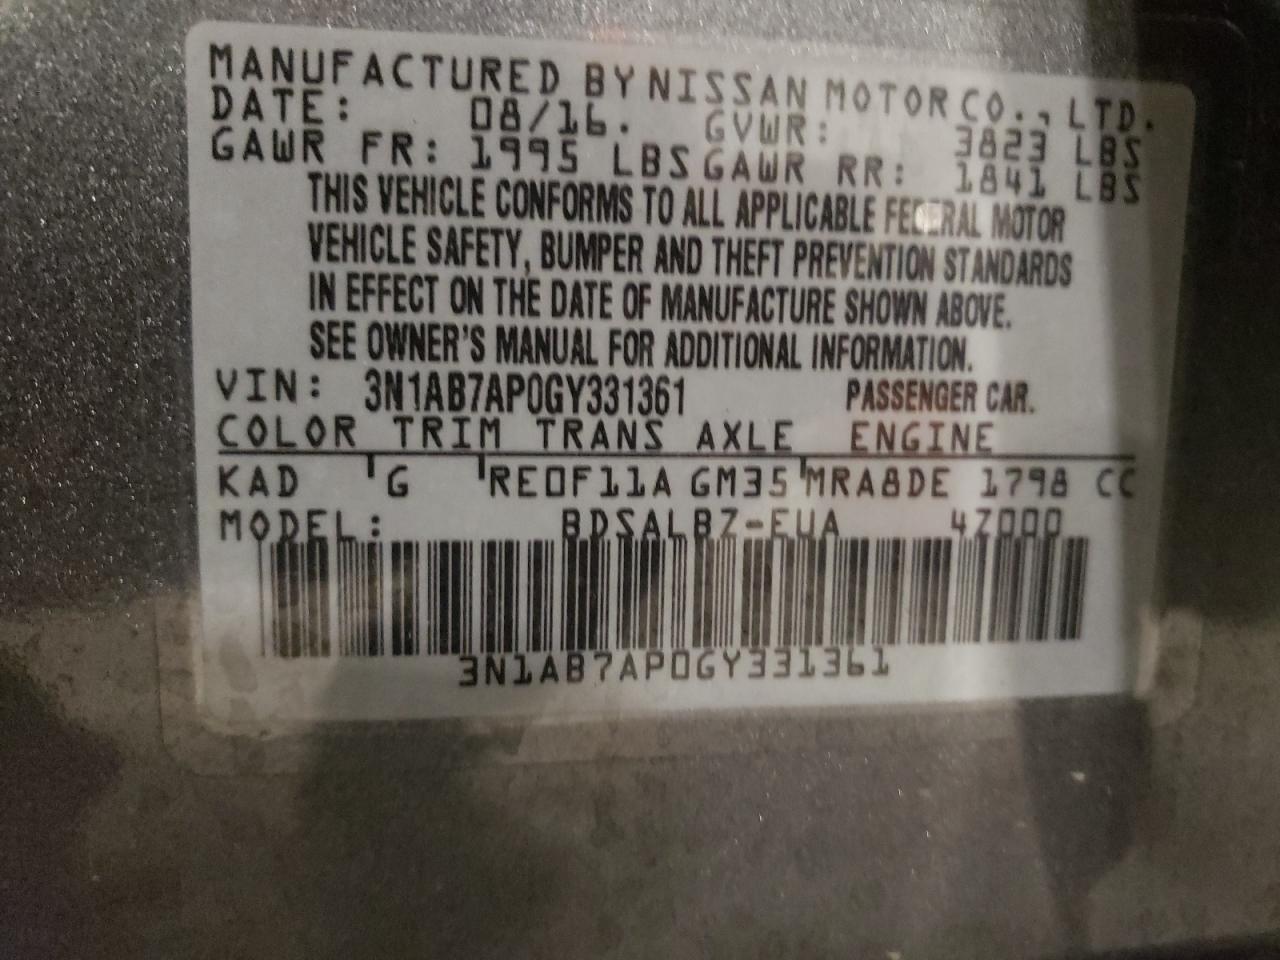 MANUFACTURED BY NISSAN MOTOR CO., LTD.
DATE: 08/16. GVWR: 3823 LBS
GAWR FR: 1995 LBS GAWR RR: 1841 LBS
THIS VEHICLE CONFORMS TO ALL APPLICABLE FEDERAL MOTOR
VEHICLE SAFETY, BUMPER AND THEFT PREVENTION STANDARDS
IN EFFECT ON THE DATE OF MANUFACTURE SHOWN ABOVE.
SEE OWNER'S MANUAL FOR ADDITIONAL INFORMATION.
VIN: 3N1AB7AP0GY331361 PASSENGER CAR.
COLOR TRIM TRANS AXLE ENGINE
KAD G RE0F11A GM35 MRA8DE 1798 CC
MODEL: BDSALBZ-EUA 4Z000
3N1AB7AP0GY331361